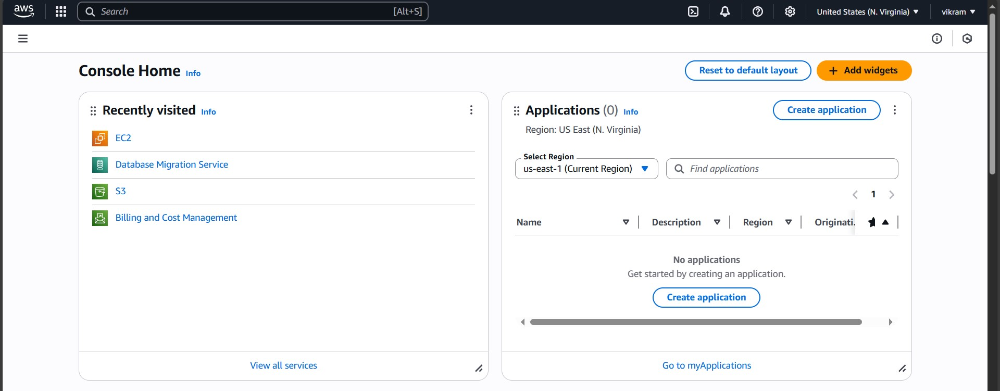 aws
Search [Alt+S]
United States (N. Virginia)
vikram
Console Home Info
Reset to default layout
+ Add widgets
Recently visited Info
EC2
Database Migration Service
S3
Billing and Cost Management
View all services
Applications (0) Info
Create application
Region: US East (N. Virginia)
Select Region
us-east-1 (Current Region)
Find applications
1
Name Description Region Originati.
No applications
Get started by creating an application.
Create application
Go to myApplications